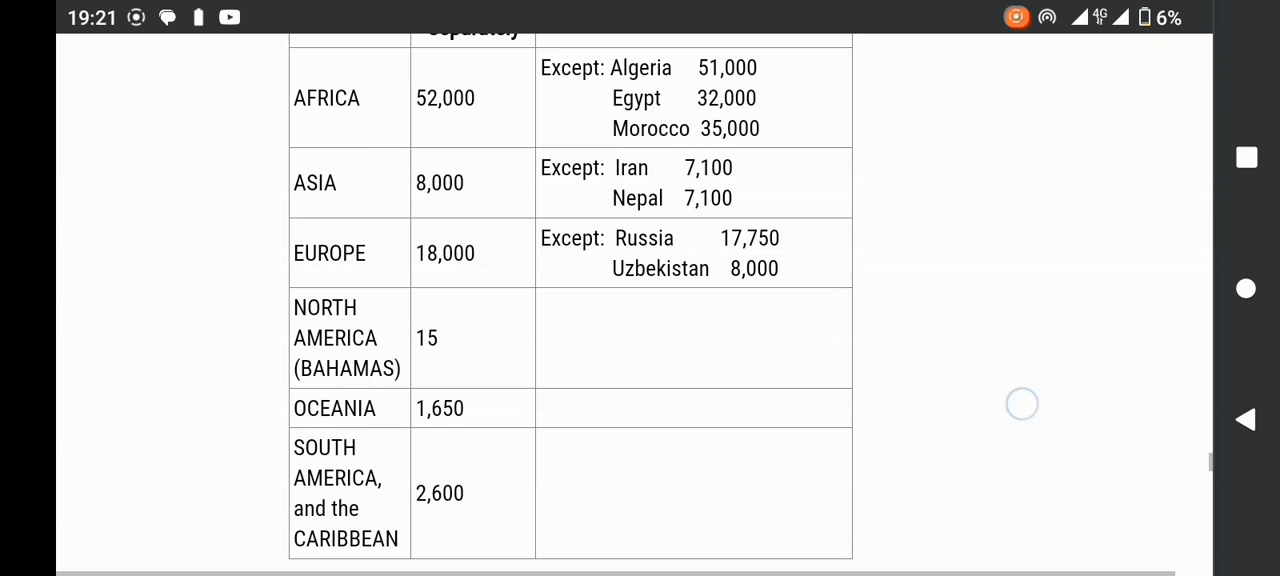 19:21 4G 6%
separately
AFRICA 52,000 Except: Algeria 51,000
Egypt 32,000
Morocco 35,000
ASIA 8,000 Except: Iran 7,100
Nepal 7,100
EUROPE 18,000 Except: Russia 17,750
Uzbekistan 8,000
NORTH
AMERICA 15
(BAHAMAS)
OCEANIA 1,650
SOUTH
AMERICA,
and the 2,600
CARIBBEAN